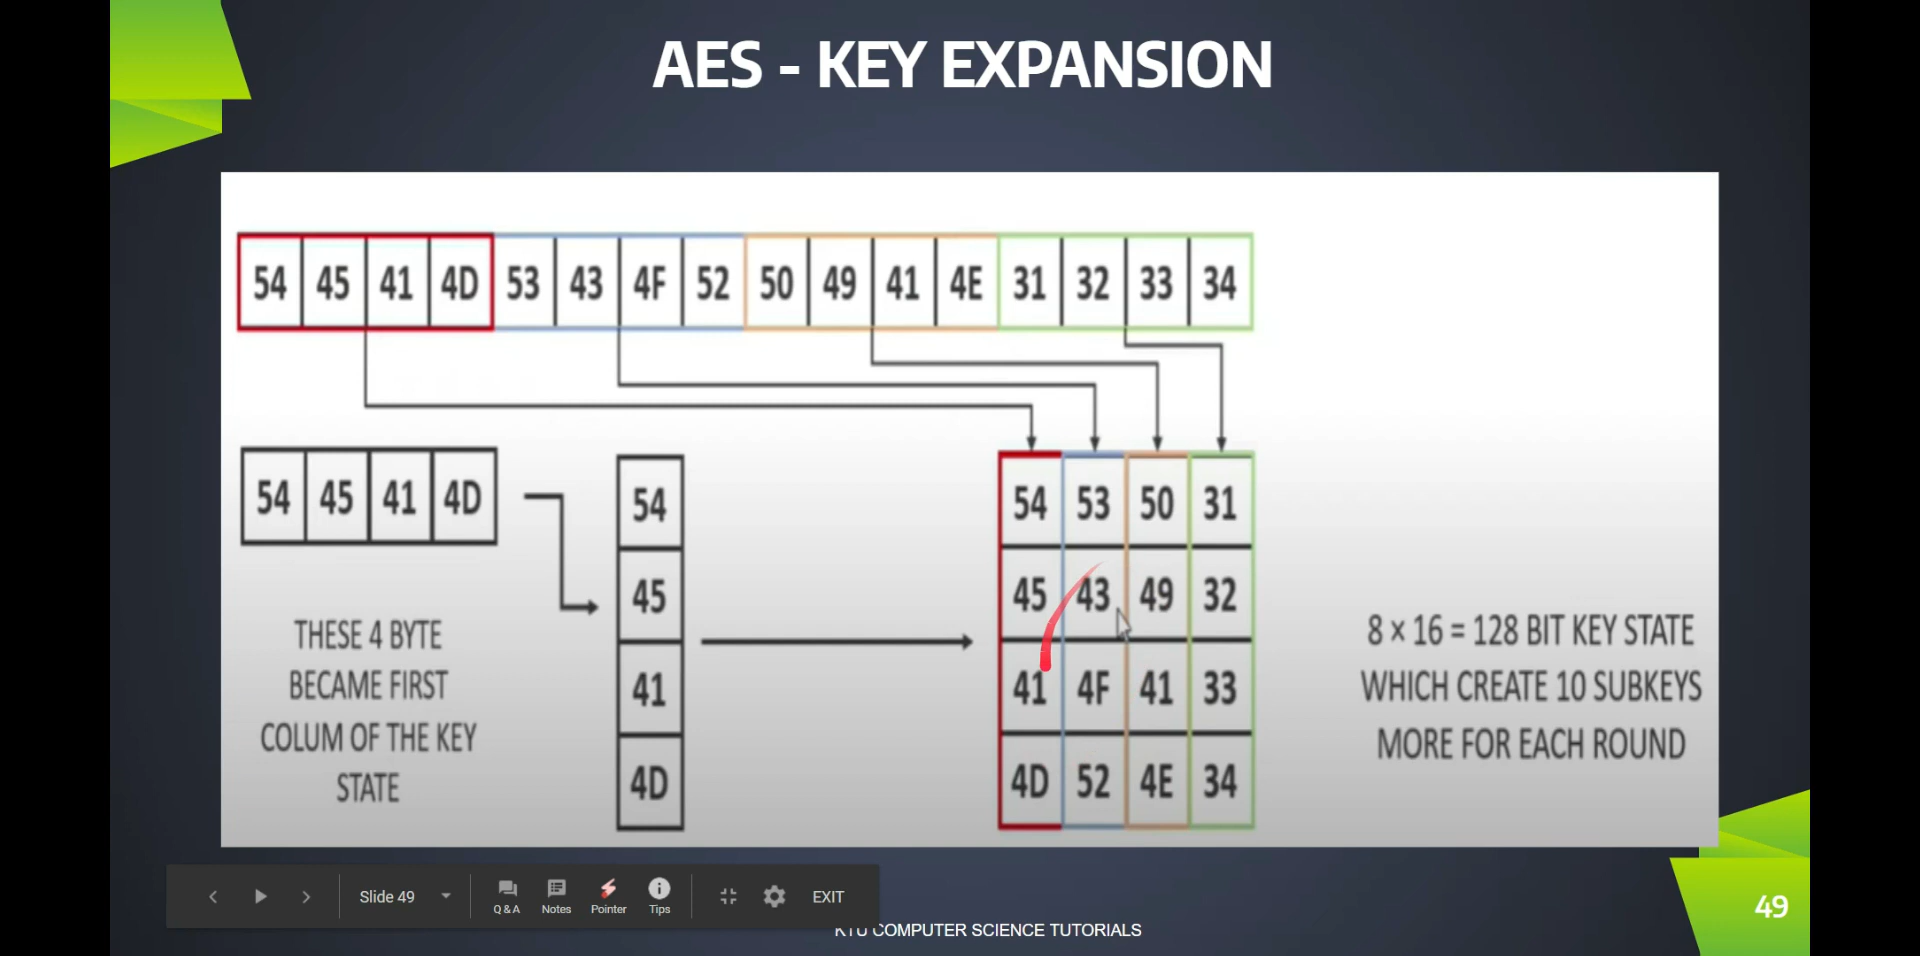 AES - KEY EXPANSION
54 45 41 4D 53 43 4F 52 50 49 41 4E 31 32 33 34
54 45 41 4D
THESE 4 BYTE
BECAME FIRST
COLUM OF THE KEY
STATE
54
45
41
4D
54 53 50 31
45 43 49 32
41 4F 41 33
4D 52 4E 34
8 × 16 = 128 BIT KEY STATE
WHICH CREATE 10 SUBKEYS
MORE FOR EACH ROUND
Slide 49
Q & A
Notes
Pointer
Tips
EXIT
49
KTU COMPUTER SCIENCE TUTORIALS